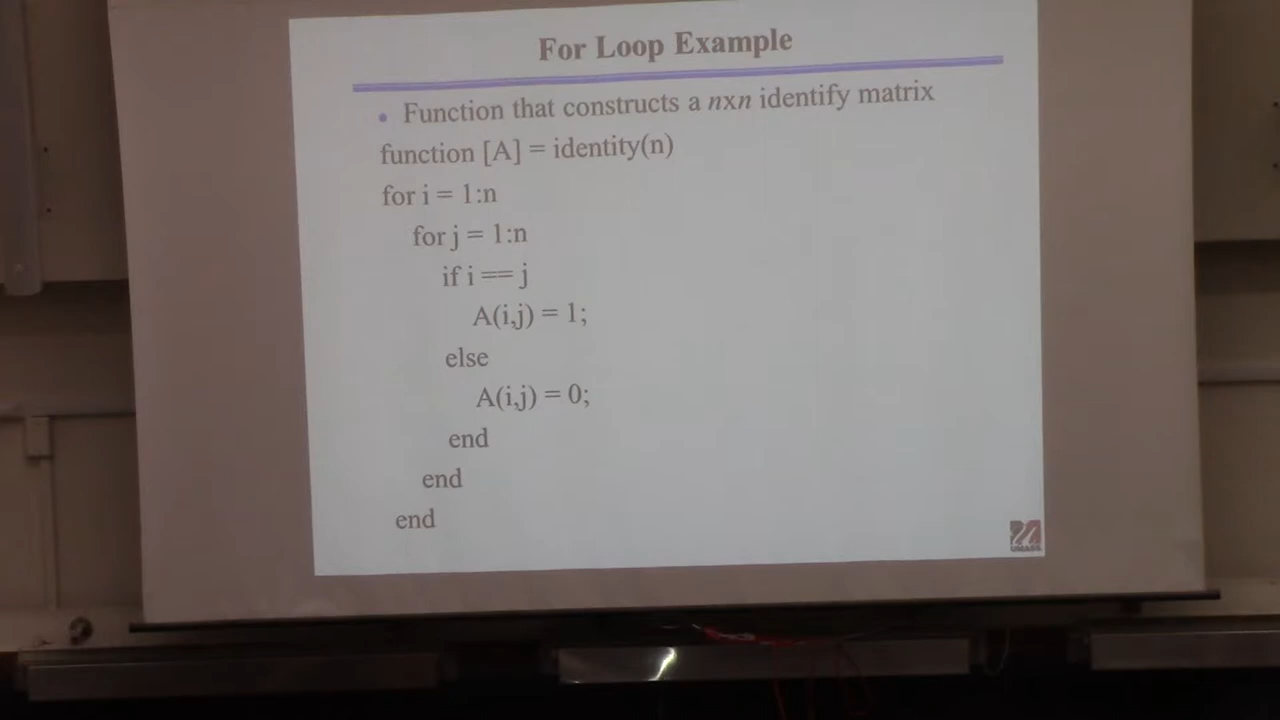 For Loop Example
• Function that constructs a nxn identify matrix
function [A] = identity(n)
for i = 1:n
for j = 1:n
if i == j
A(i,j) = 1;
else
A(i,j) = 0;
end
end
end
UMASS